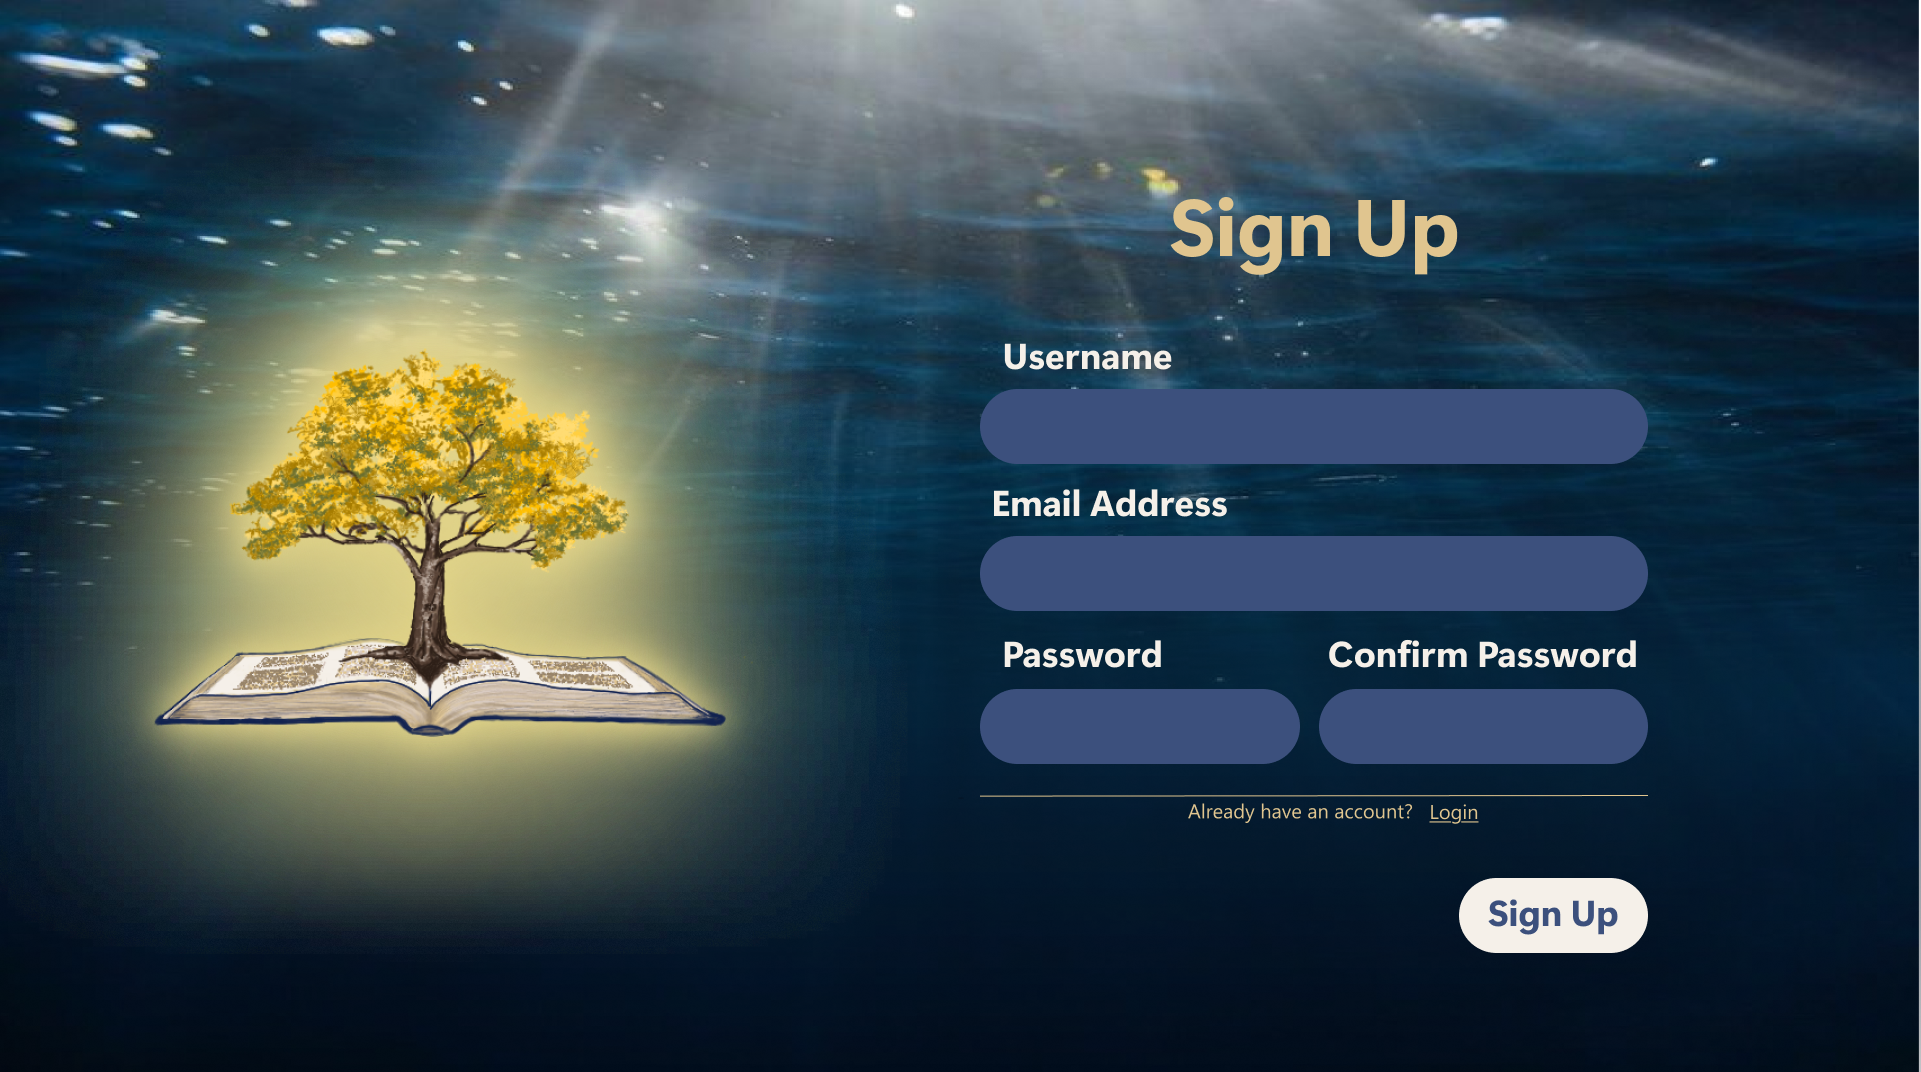 Sign Up
Username
Email Address
Password Confirm Password
Already have an account? Login
Sign Up